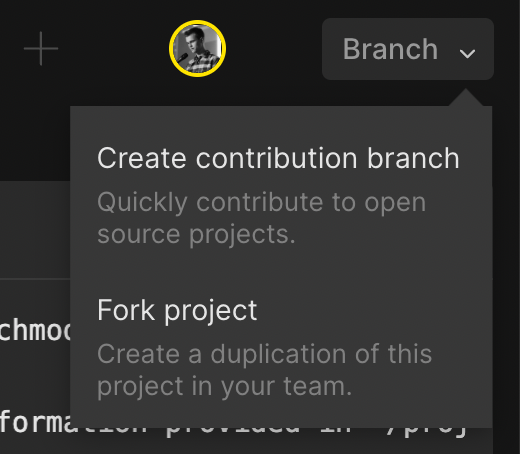 Branch
Create contribution branch
Quickly contribute to open
source projects.
chmod
Fork project
Create a duplication of this
project in your team.
formation provided in /proj